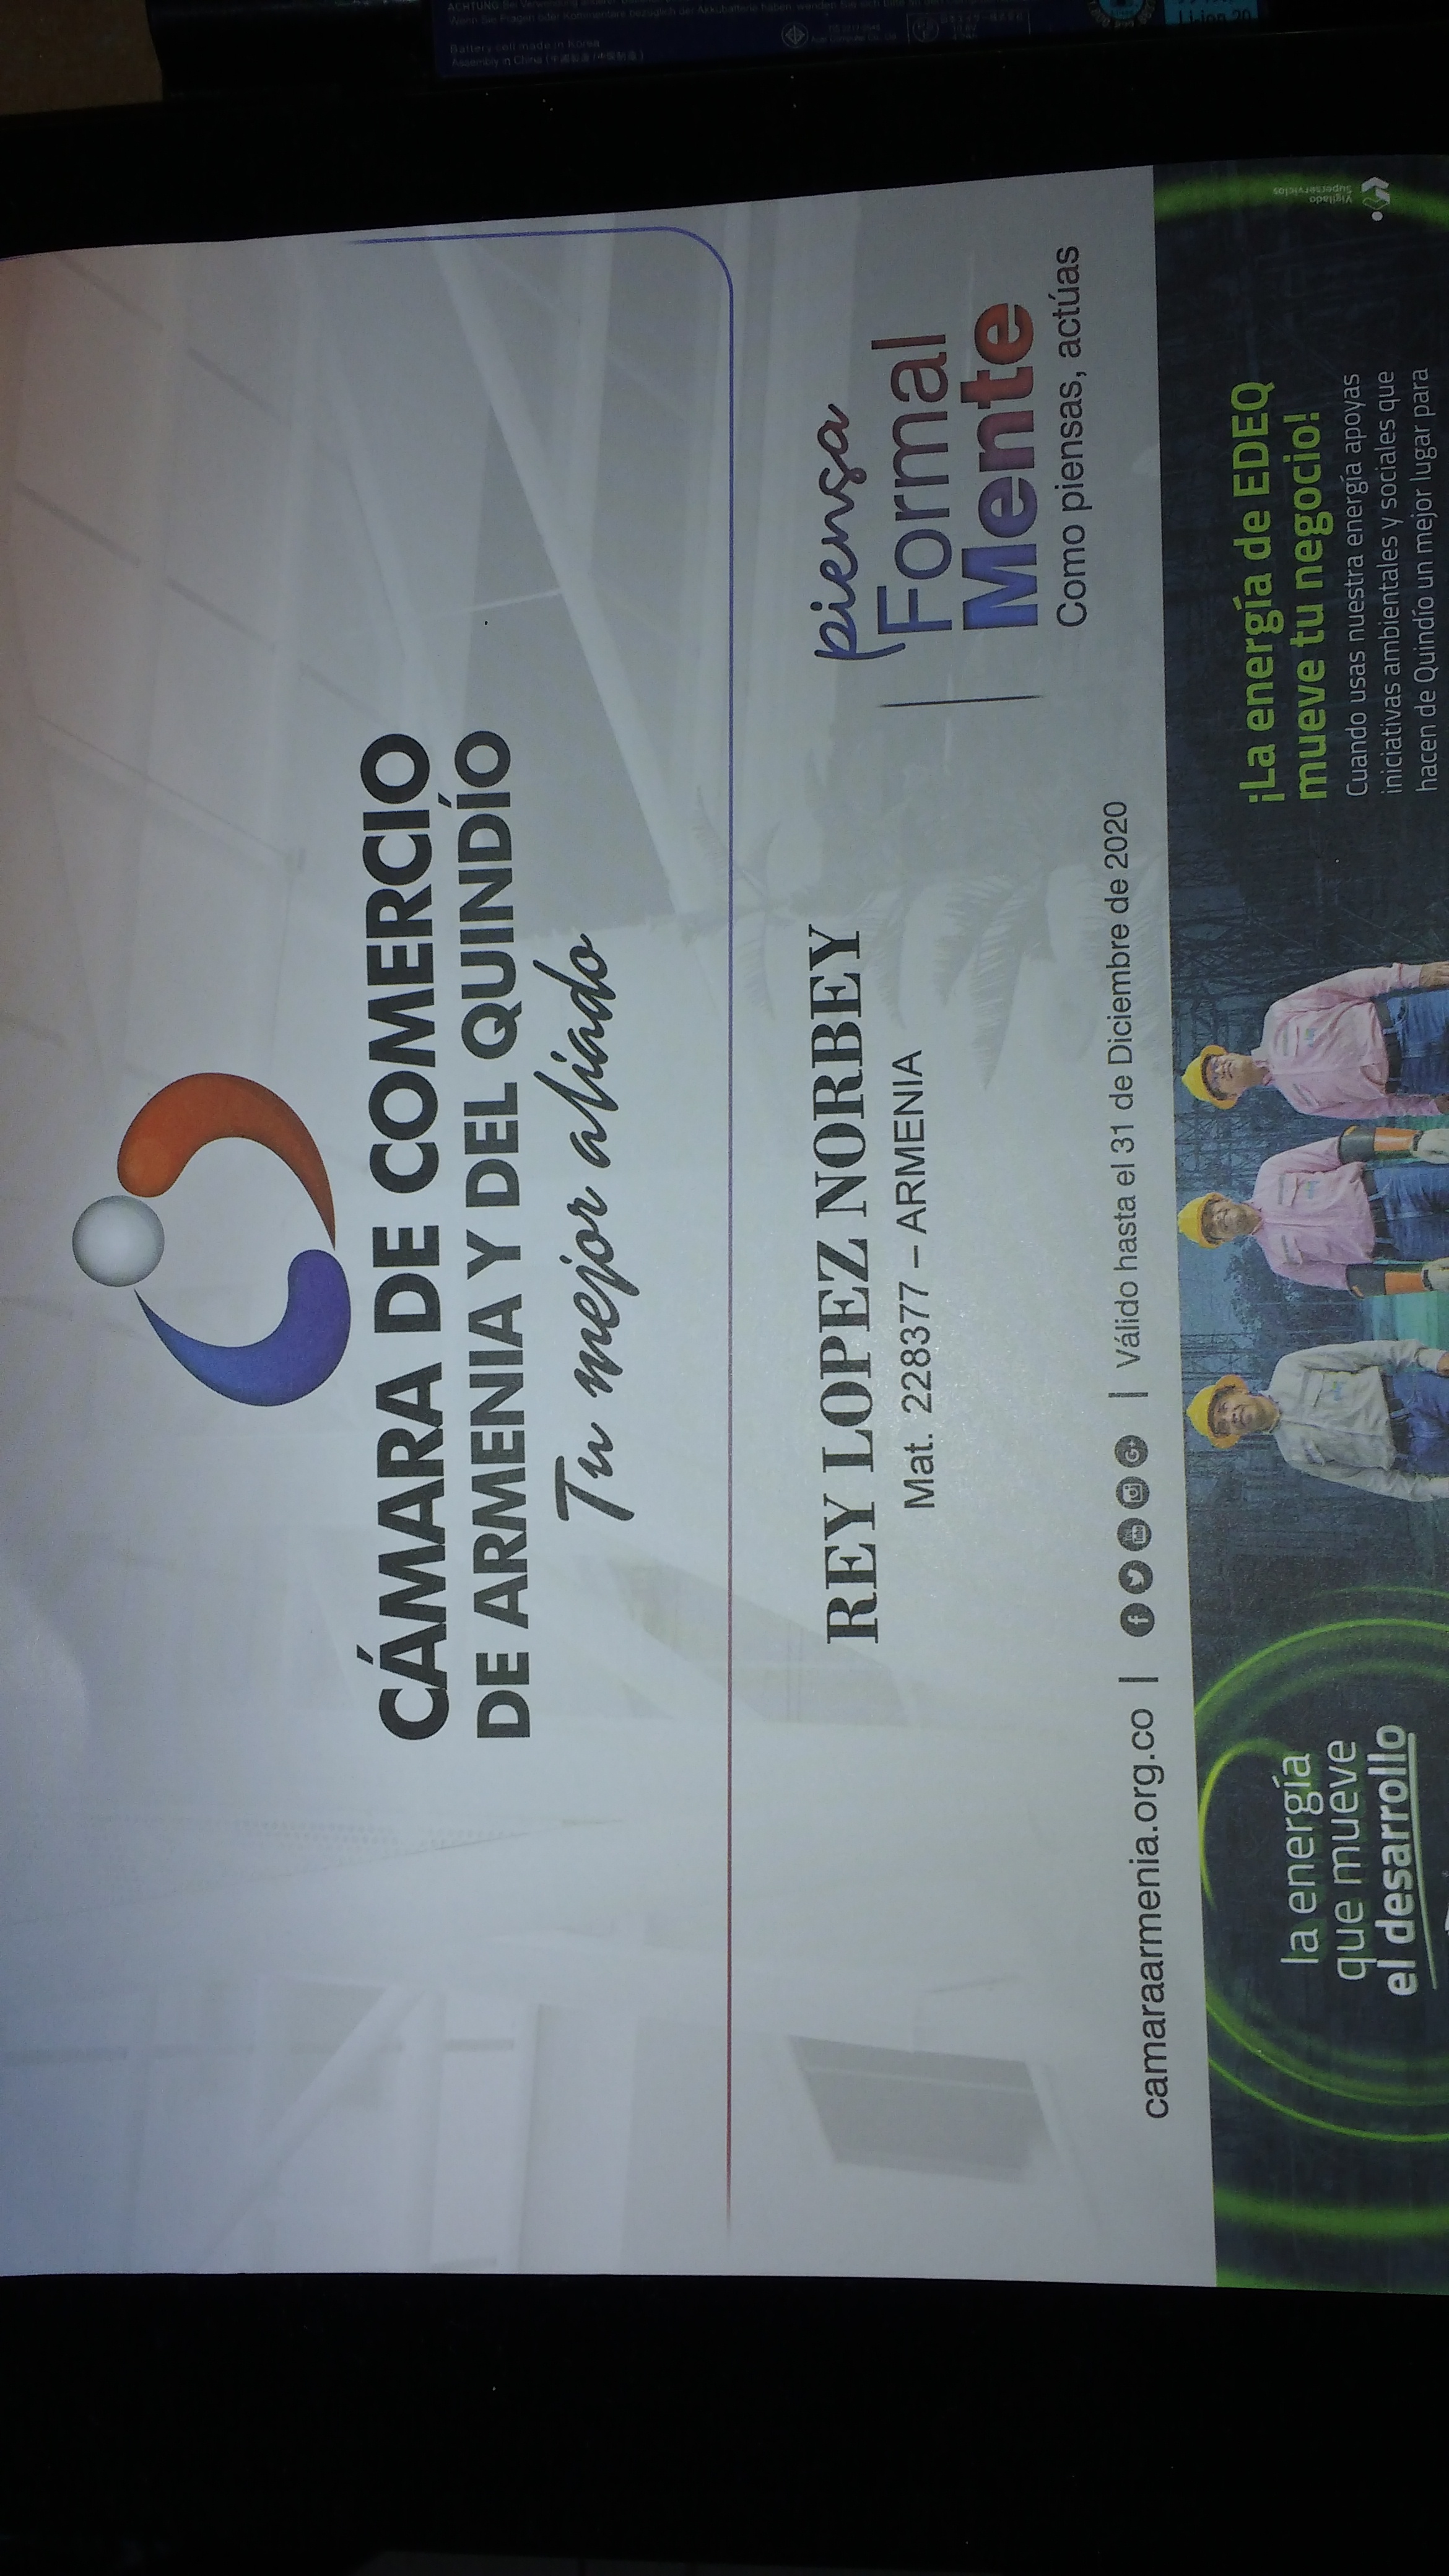 CÁMARA DE COMERCIO
DE ARMENIA Y DEL QUINDÍO
Tu mejor aliado
REY LOPEZ NORBEY
Mat. 228377 – ARMENIA
piensa
Formal
Mente
Como piensas, actúas
camaraarmenia.org.co | | Válido hasta el 31 de Diciembre de 2020
la energía
que mueve
el desarrollo
¡La energía de EDEQ
mueve tu negocio!
Cuando usas nuestra energía apoyas
iniciativas ambientales y sociales que
hacen de Quindío un mejor lugar para
Vigilado
Superservicios
Battery cell made in Korea
Assembly in China
Li-ion 20